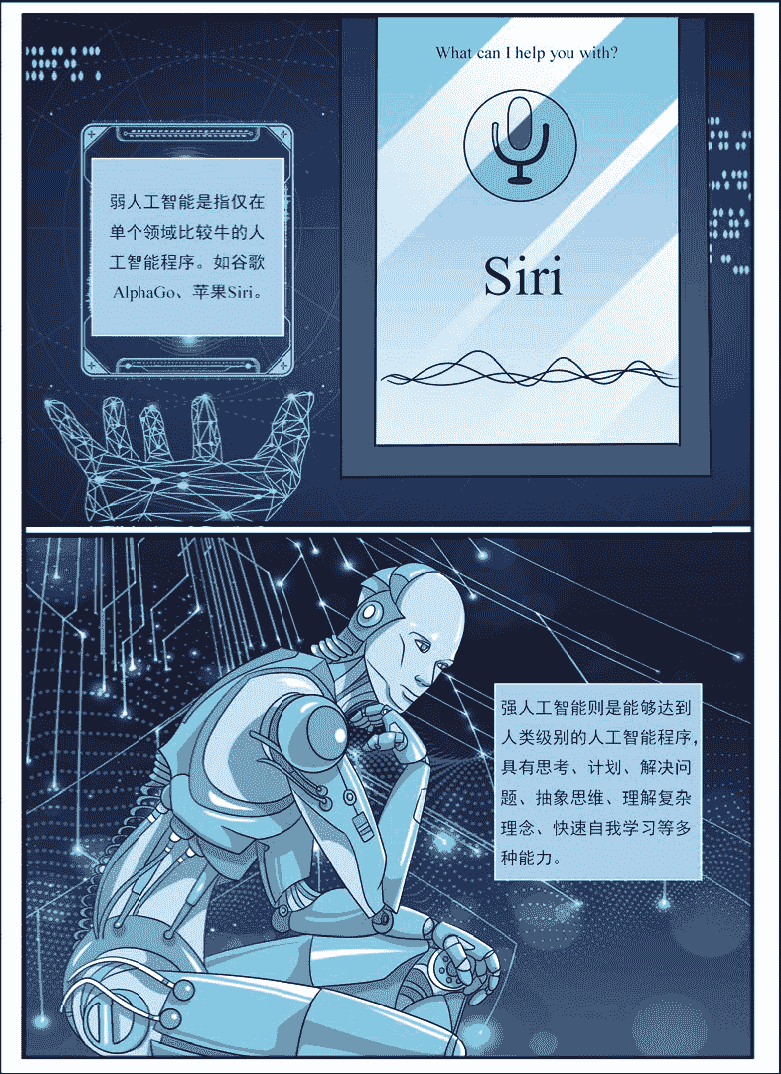 What can I help you with?
弱人工智能是指仅在
单个领域比较牛的人
工智能程序。如谷歌
AlphaGo、苹果Siri。
Siri
强人工智能则是能够达到
人类级别的人工智能程序，
具有思考、计划、解决问
题、抽象思维、理解复杂
理念、快速自我学习等多
种能力。